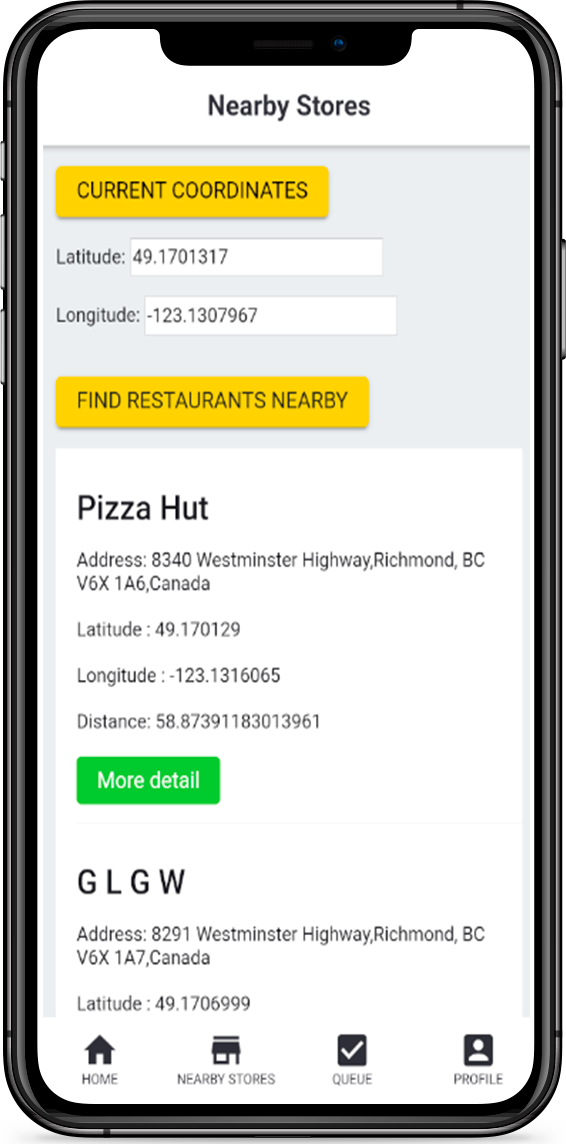 Nearby Stores
CURRENT COORDINATES
Latitude: 49.1701317
Longitude: -123.1307967
FIND RESTAURANTS NEARBY
Pizza Hut
Address: 8340 Westminster Highway,Richmond, BC
V6X 1A6,Canada
Latitude : 49.170129
Longitude : -123.1316065
Distance: 58.87391183013961
More detail
G L G W
Address: 8291 Westminster Highway,Richmond, BC
V6X 1A7,Canada
Latitude : 49.1706999
HOME NEARBY STORES QUEUE PROFILE